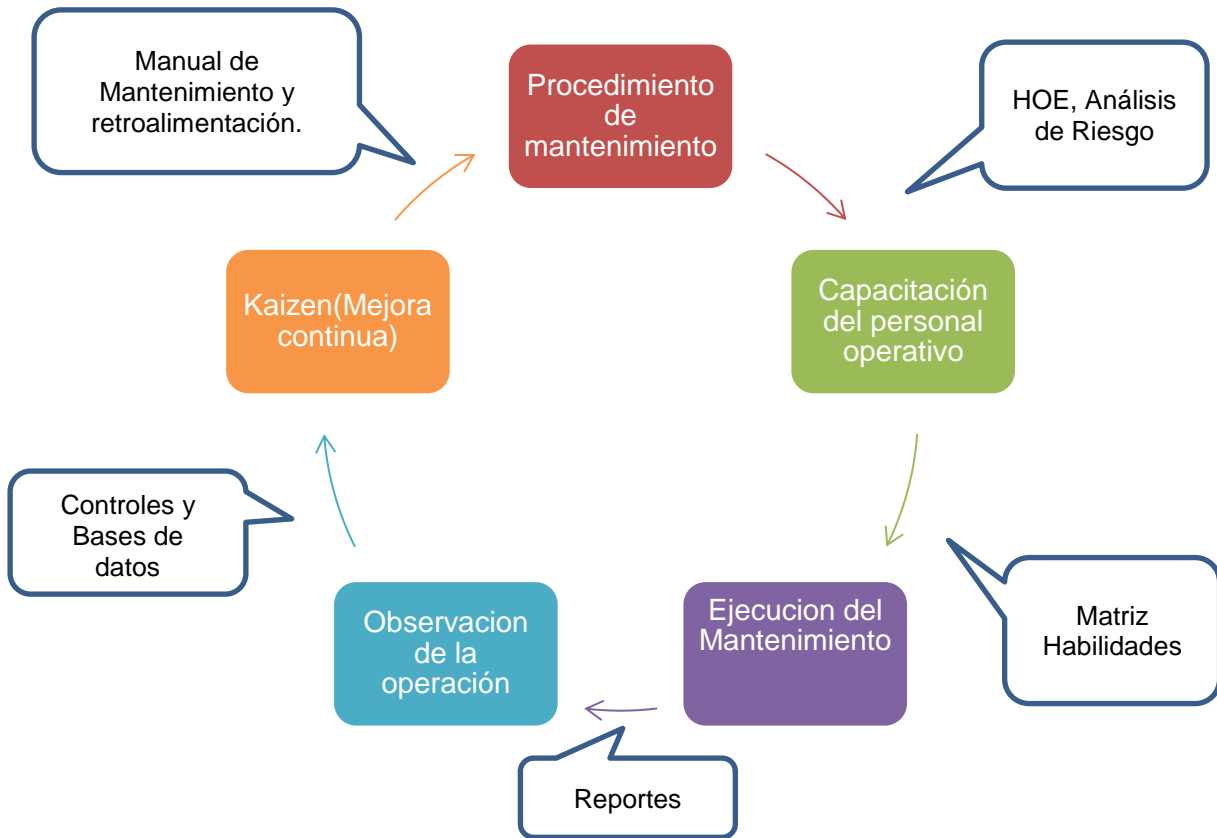 Manual de
Mantenimiento y
retroalimentación.
Procedimiento
de
mantenimiento
HOE, Análisis
de Riesgo
Kaizen(Mejora
continua)
Capacitación
del personal
operativo
Controles y
Bases de
datos
Observacion
de la
operación
Ejecucion del
Mantenimiento
Matriz
Habilidades
Reportes